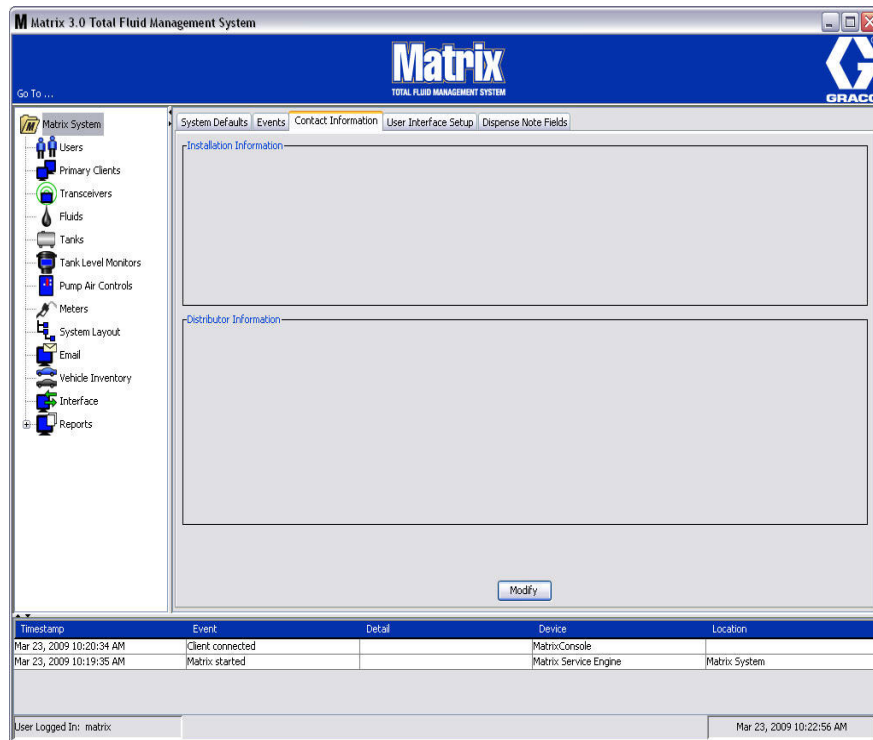 M Matrix 3.0 Total Fluid Management System
Matrix
TOTAL FLUID MANAGEMENT SYSTEM
GRACO
Go To ...
Matrix System
Users
Primary Clients
Transceivers
Fluids
Tanks
Tank Level Monitors
Pump Air Controls
Meters
System Layout
Email
Vehicle Inventory
Interface
Reports
System Defaults Events Contact Information User Interface Setup Dispense Note Fields
Installation Information
Distributor Information
Modify
Timestamp Event Detail Device Location
Mar 23, 2009 10:20:34 AM Client connected MatrixConsole
Mar 23, 2009 10:19:35 AM Matrix started Matrix Service Engine Matrix System
User Logged In: matrix Mar 23, 2009 10:22:56 AM